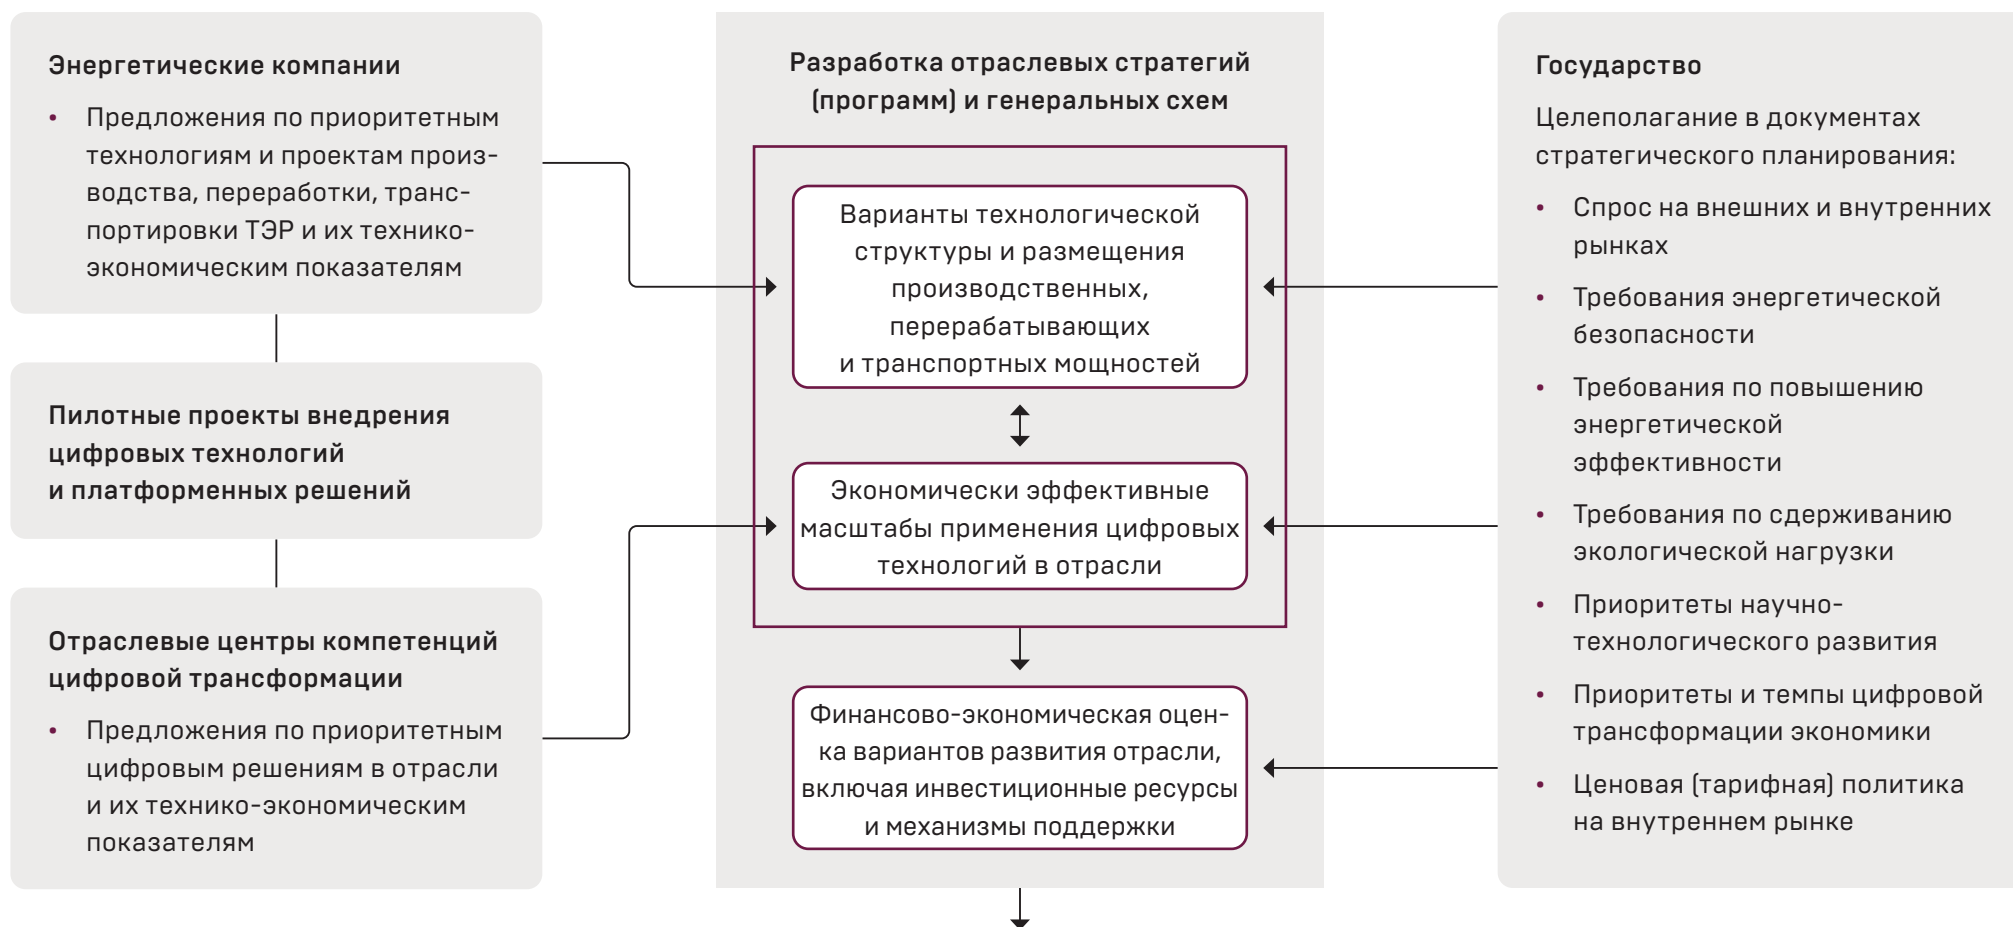 Энергетические компании
• Предложения по приоритетным
технологиям и проектам произ-
водства, переработки, транс-
портировки ТЭР и их технико-
экономическим показателям
Пилотные проекты внедрения
цифровых технологий
и платформенных решений
Отраслевые центры компетенций
цифровой трансформации
• Предложения по приоритетным
цифровым решениям в отрасли
и их технико-экономическим
показателям
Разработка отраслевых стратегий
(программ) и генеральных схем
Варианты технологической
структуры и размещения
производственных,
перерабатывающих
и транспортных мощностей
Экономически эффективные
масштабы применения цифровых
технологий в отрасли
Финансово-экономическая оцен-
ка вариантов развития отрасли,
включая инвестиционные ресурсы
и механизмы поддержки
Государство
Целеполагание в документах
стратегического планирования:
• Спрос на внешних и внутренних
рынках
• Требования энергетической
безопасности
• Требования по повышению
энергетической
эффективности
• Требования по сдерживанию
экологической нагрузки
• Приоритеты научно-
технологического развития
• Приоритеты и темпы цифровой
трансформации экономики
• Ценовая (тарифная) политика
на внутреннем рынке